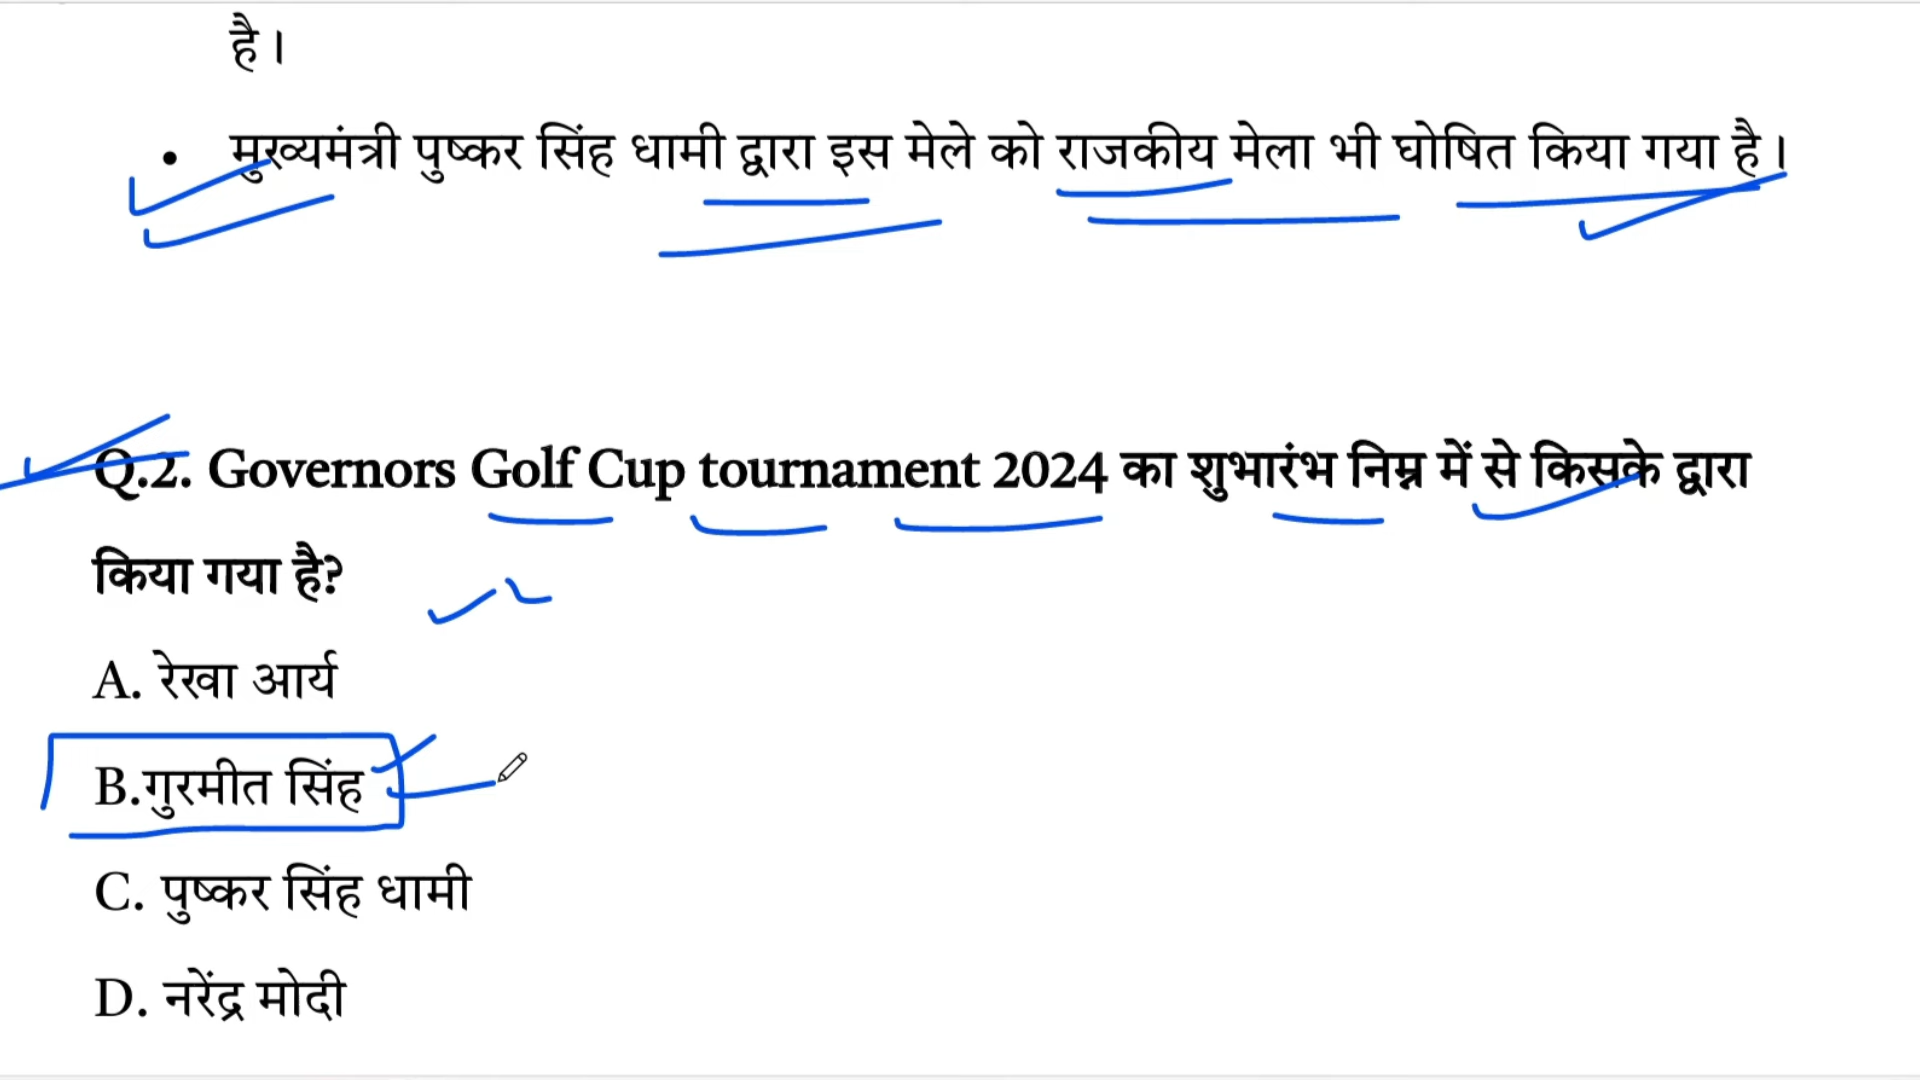 है।
• मुख्यमंत्री पुष्कर सिंह धामी द्वारा इस मेले को राजकीय मेला भी घोषित किया गया है।
Q.2. Governors Golf Cup tournament 2024 का शुभारंभ निम्न में से किसके द्वारा
किया गया है?
A. रेखा आर्य
B.गुरमीत सिंह
C. पुष्कर सिंह धामी
D. नरेंद्र मोदी